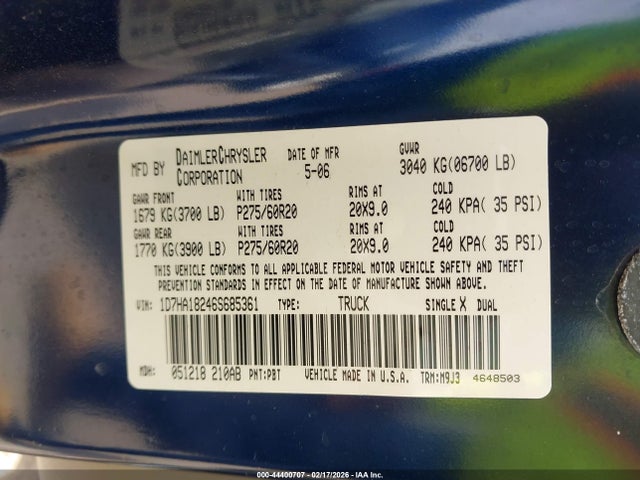 MFD BY DAIMLERCHRYSLER CORPORATION DATE OF MFR 5-06 GVWR 3040 KG(06700 LB)
GAWR FRONT WITH TIRES RIMS AT COLD
1679 KG(3700 LB) P275/60R20 20X9.0 240 KPA( 35 PSI)
GAWR REAR WITH TIRES RIMS AT COLD
1770 KG(3900 LB) P275/60R20 20X9.0 240 KPA( 35 PSI)
THIS VEHICLE CONFORMS TO ALL APPLICABLE FEDERAL MOTOR VEHICLE SAFETY AND THEFT
PREVENTION STANDARDS IN EFFECT ON THE DATE OF MANUFACTURE SHOWN ABOVE.
VIN: 1D7HA18246S685361 TYPE: TRUCK SINGLE X DUAL
MDH: 051218 210AB PNT:PBT VEHICLE MADE IN U.S.A. TRM:M9J3 4648503
000-44400707 - 02/17/2026 - IAA Inc.